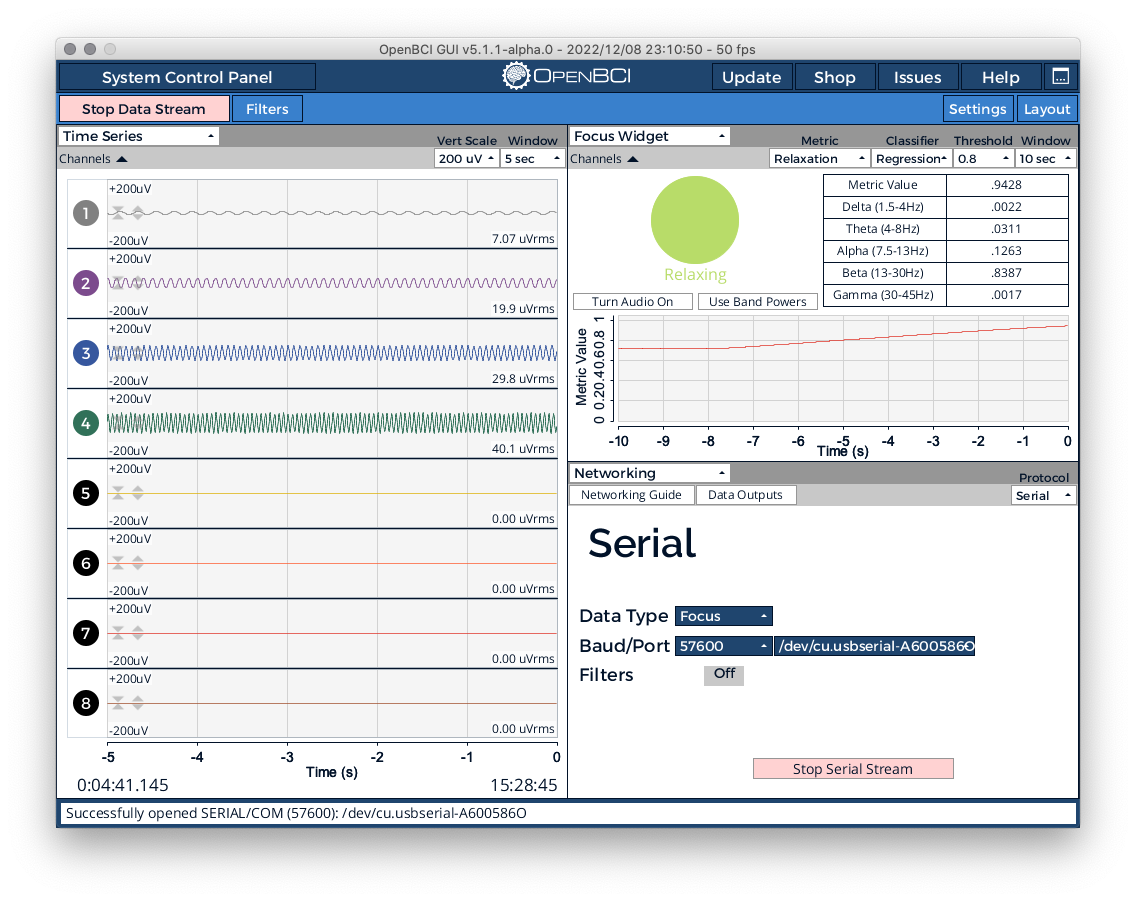 OpenBCI GUI v5.1.1-alpha.0 - 2022/12/08 23:10:50 - 50 fps
System Control Panel OPENBCI Update Shop Issues Help
Stop Data Stream Filters Settings Layout
Time Series Vert Scale Window
Channels 200 uV 5 sec
+200uV
1
-200uV 7.07 uVrms
+200uV
2
-200uV 19.9 uVrms
+200uV
3
-200uV 29.8 uVrms
+200uV
4
-200uV 40.1 uVrms
+200uV
5
-200uV 0.00 uVrms
+200uV
6
-200uV 0.00 uVrms
+200uV
7
-200uV 0.00 uVrms
+200uV
8
-200uV 0.00 uVrms
-5 -4 -3 -2 -1 0
Time (s)
0:04:41.145 15:28:45
Focus Widget Metric Classifier Threshold Window
Channels Relaxation Regression 0.8 10 sec
Relaxing
Metric Value .9428
Delta (1.5-4Hz) .0022
Theta (4-8Hz) .0311
Alpha (7.5-13Hz) .1263
Beta (13-30Hz) .8387
Gamma (30-45Hz) .0017
Turn Audio On Use Band Powers
Metric Value
0 0.2 0.4 0.6 0.8 1
-10 -9 -8 -7 -6 -5 -4 -3 -2 -1 0
Time (s)
Networking Protocol
Networking Guide Data Outputs Serial
Serial
Data Type Focus
Baud/Port 57600 /dev/cu.usbserial-A600586O
Filters Off
Stop Serial Stream
Successfully opened SERIAL/COM (57600): /dev/cu.usbserial-A600586O